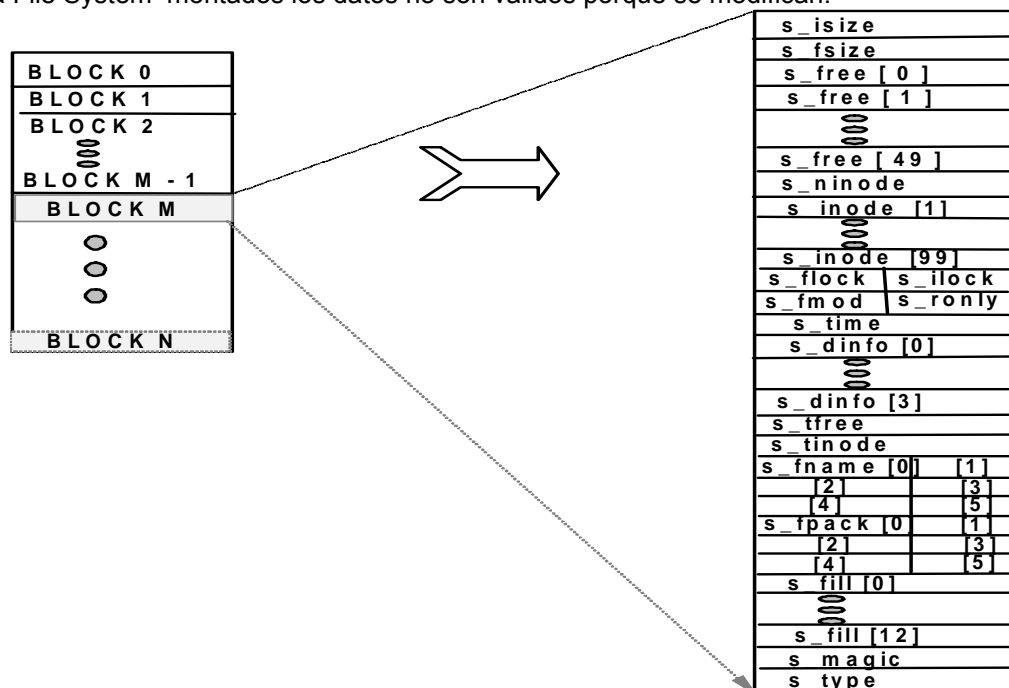 a File System montados los datos no son válidos porque se modifican.
BLOCK 0
BLOCK 1
BLOCK 2
BLOCK M - 1
BLOCK M
BLOCK N
s_isize
s_fsize
s_free [ 0 ]
s_free [ 1 ]
s_free [ 49 ]
s_ninode
s_inode [1]
s_inode [99]
s_flock s_ilock
s_fmod s_ronly
s_time
s_dinfo [0]
s_dinfo [3]
s_tfree
s_tinode
s_fname [0] [1]
[2] [3]
[4] [5]
s_fpack [0] [1]
[2] [3]
[4] [5]
s_fill [0]
s_fill [12]
s_magic
s_type